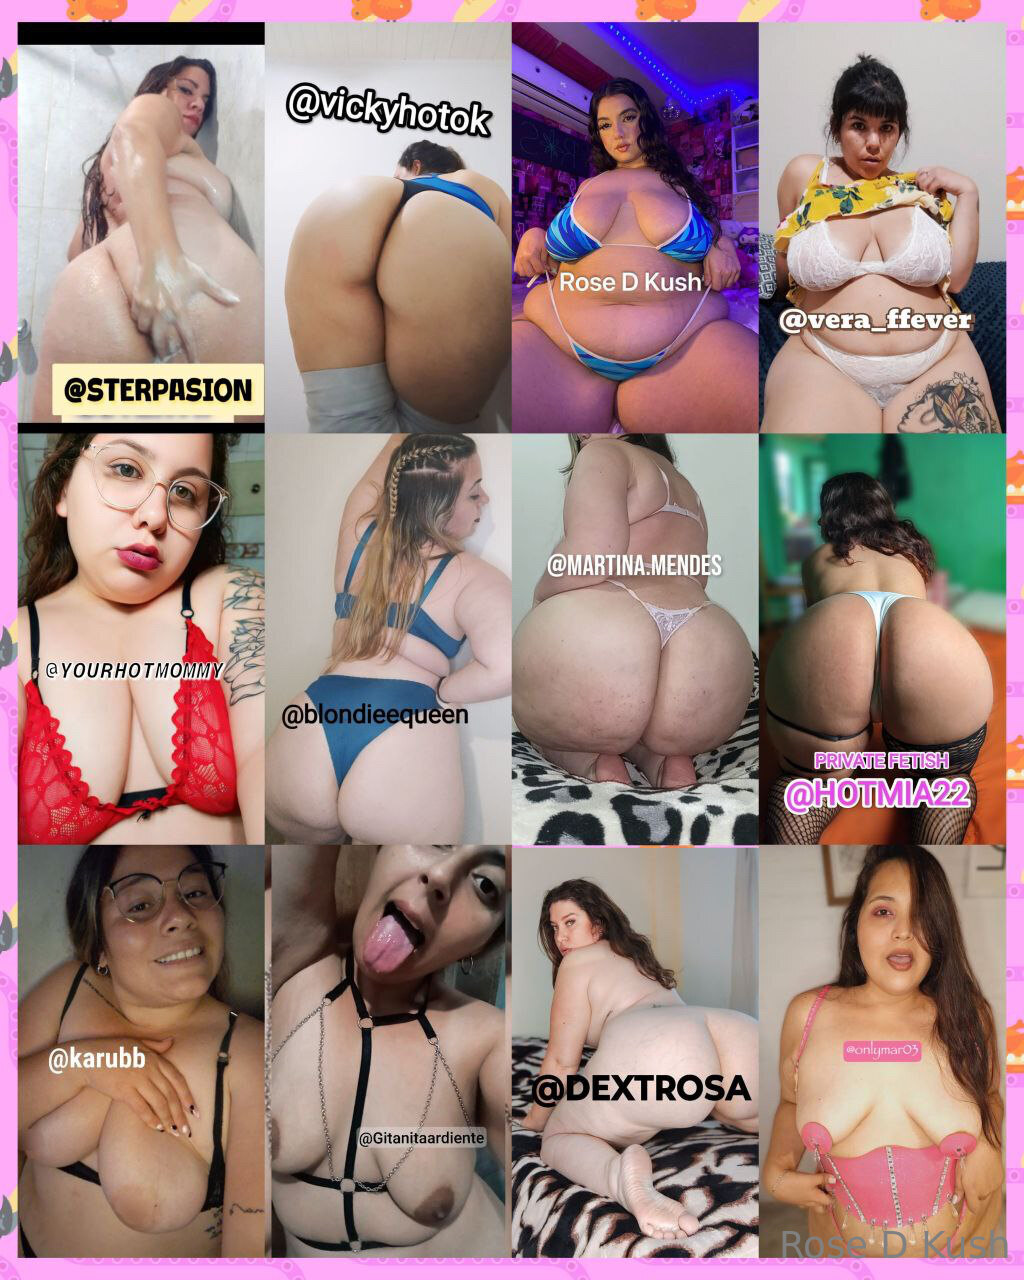 @vickyhotok
Rose D Kush
@vera_ffever
@STERPASION
@YOURHOTMOMMY
@blondieequeen
@MARTINA.MENDES
PRIVATE FETISH
@HOTMIA22
@karubb
@Gitanitaardiente
@DEXTROSA
@onlymar03
Rose D Kush